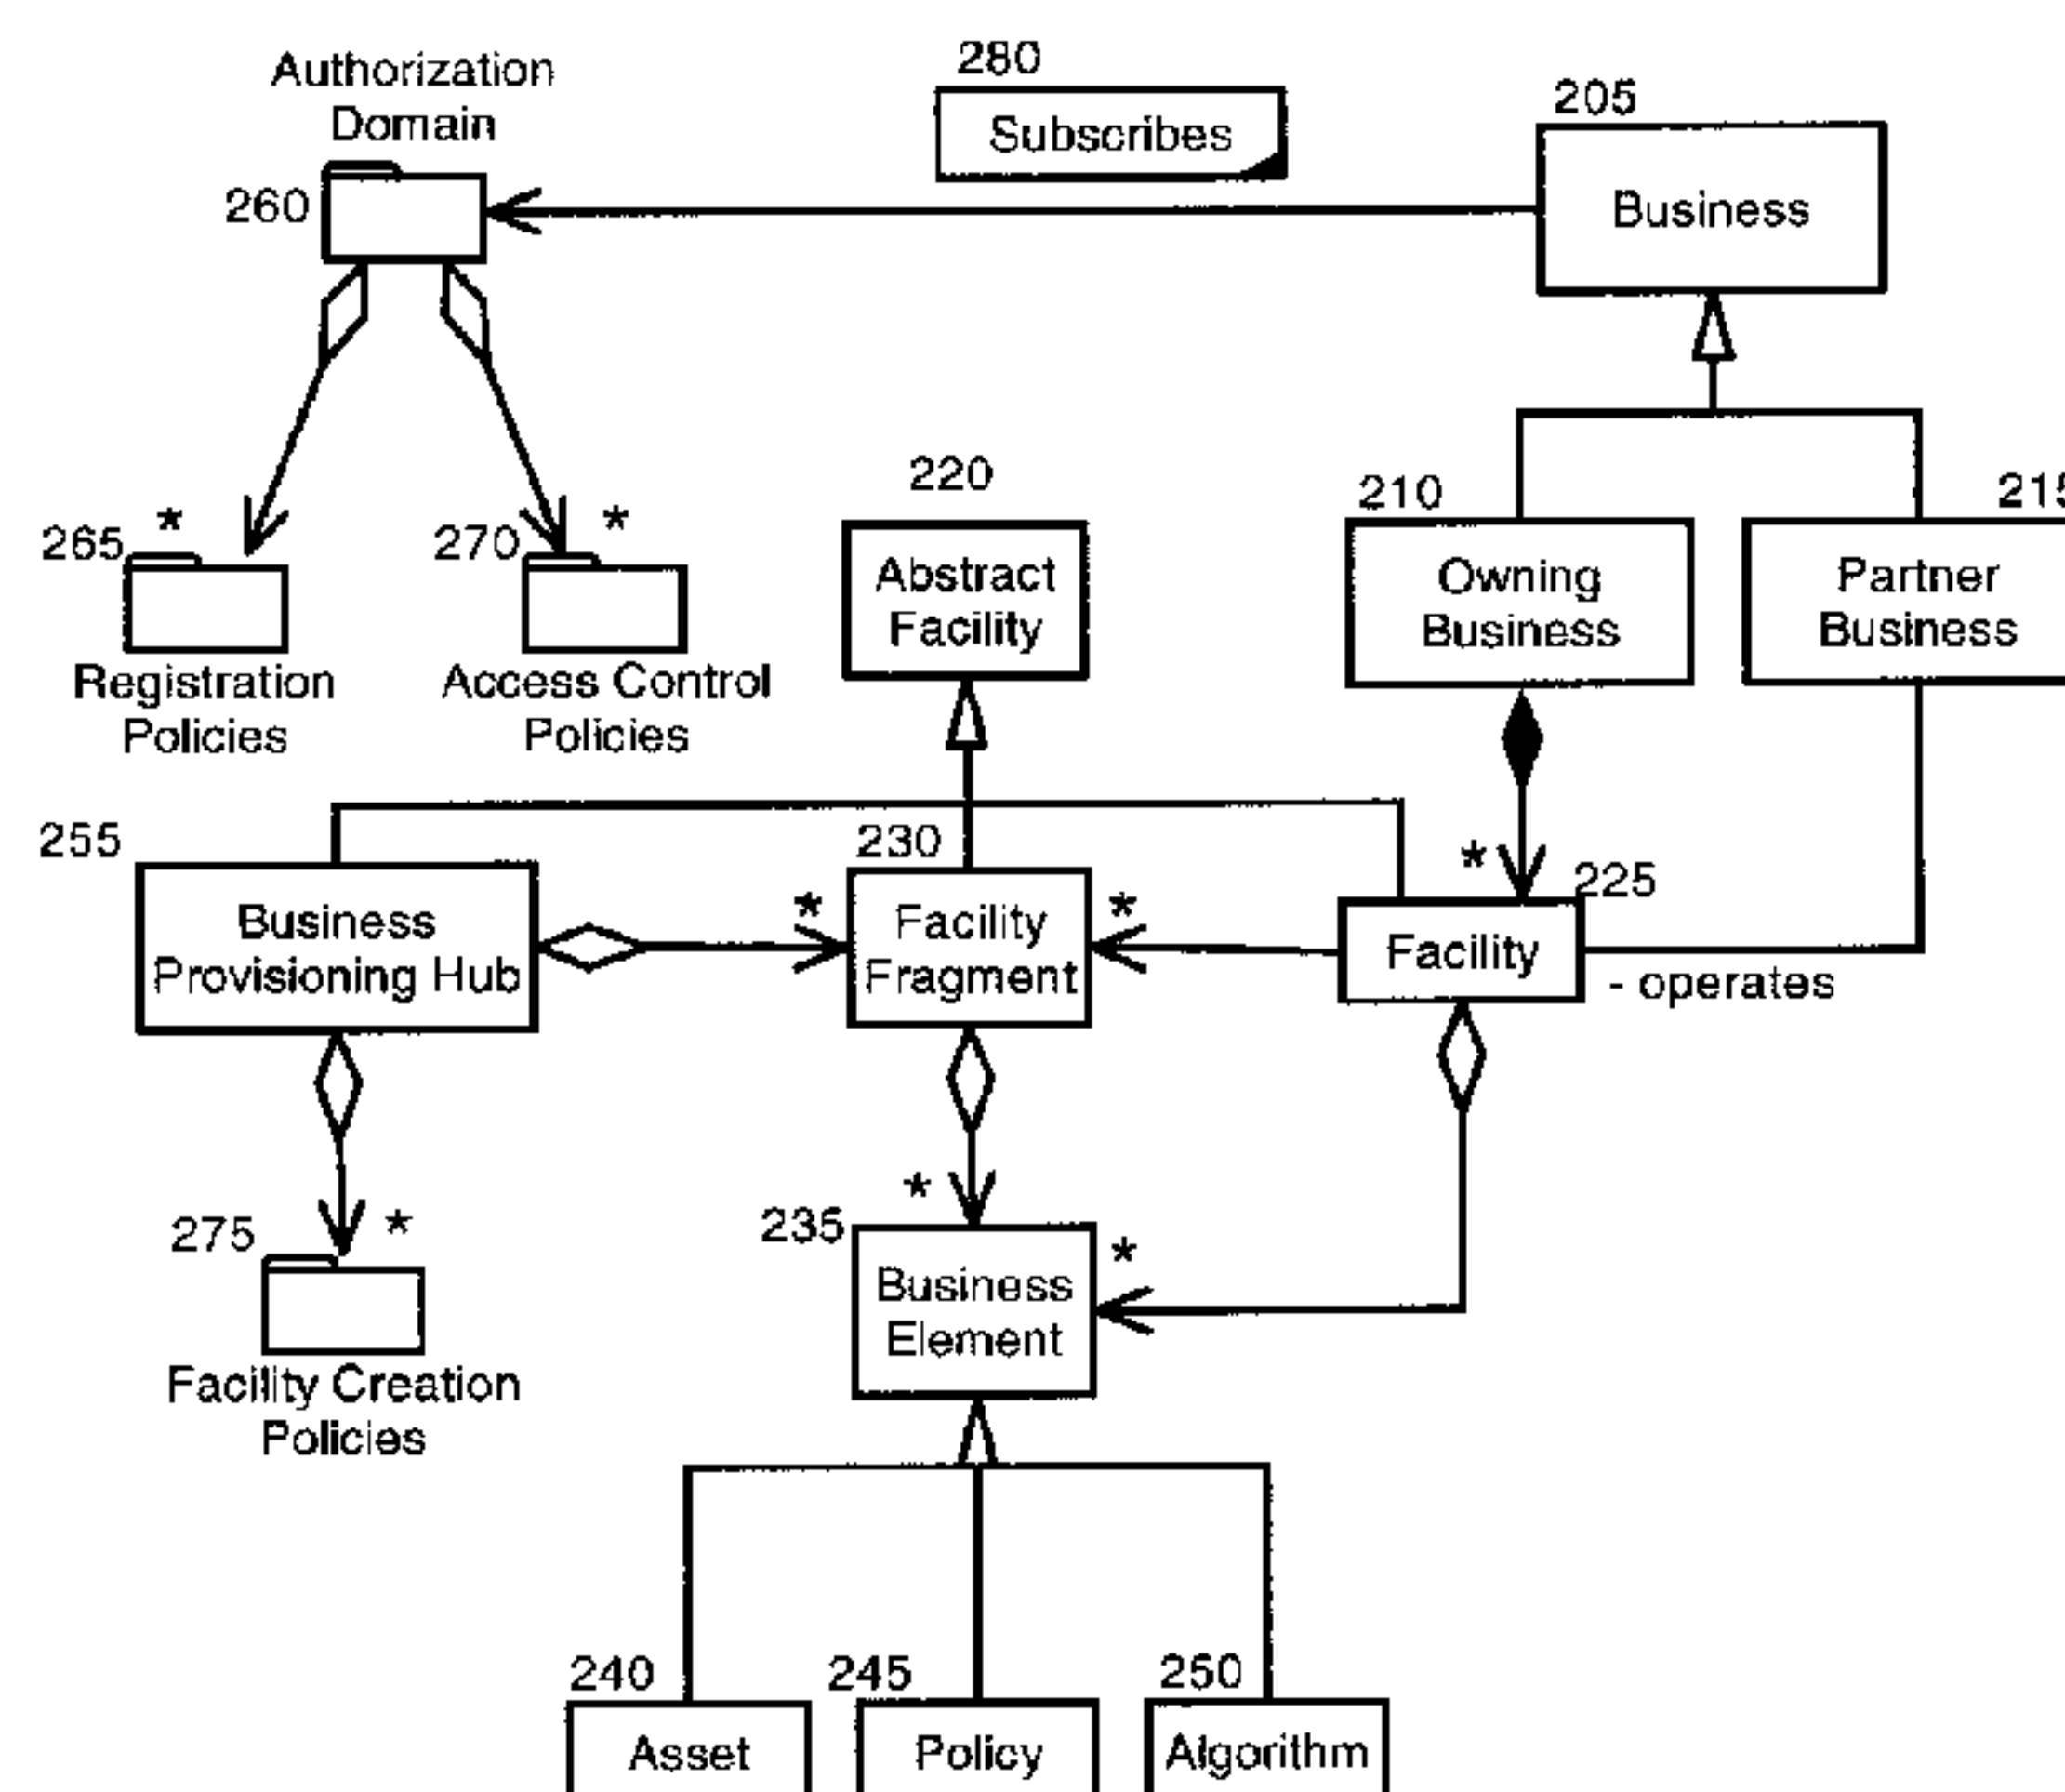 Authorization
Domain
280
Subscribes
205
Business
260
220
210
215
265
*
270
*
Abstract
Facility
Owning
Business
Partner
Business
Registration
Policies
Access Control
Policies
255
230
*
225
Business
Provisioning Hub
*
Facility
Fragment
*
Facility
- operates
275
*
*
235
*
Business
Element
Facility Creation
Policies
240
245
250
Asset
Policy
Algorithm